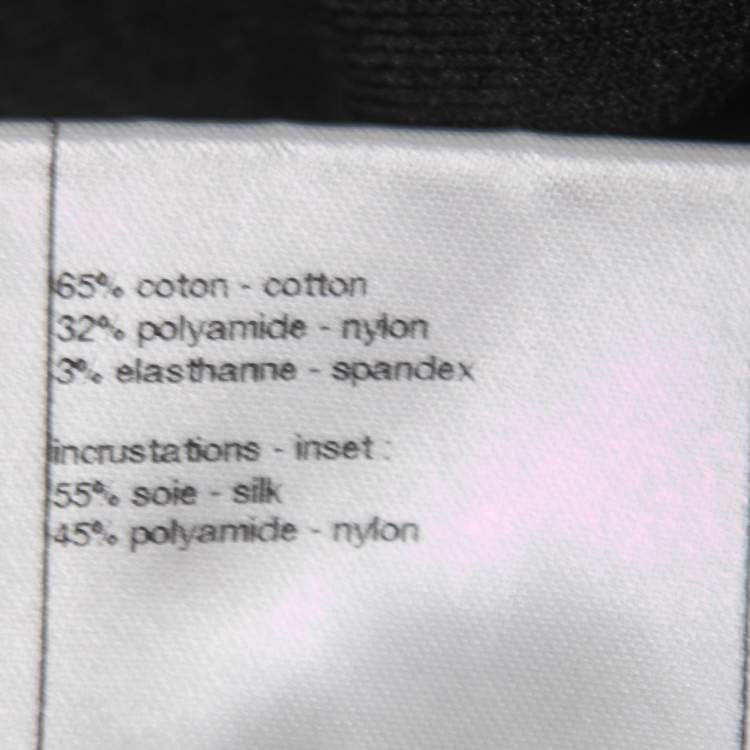 65% coton - cotton
32% polyamide - nylon
3% elasthanne - spandex
incrustations - inset :
55% soie - silk
45% polyamide - nylon